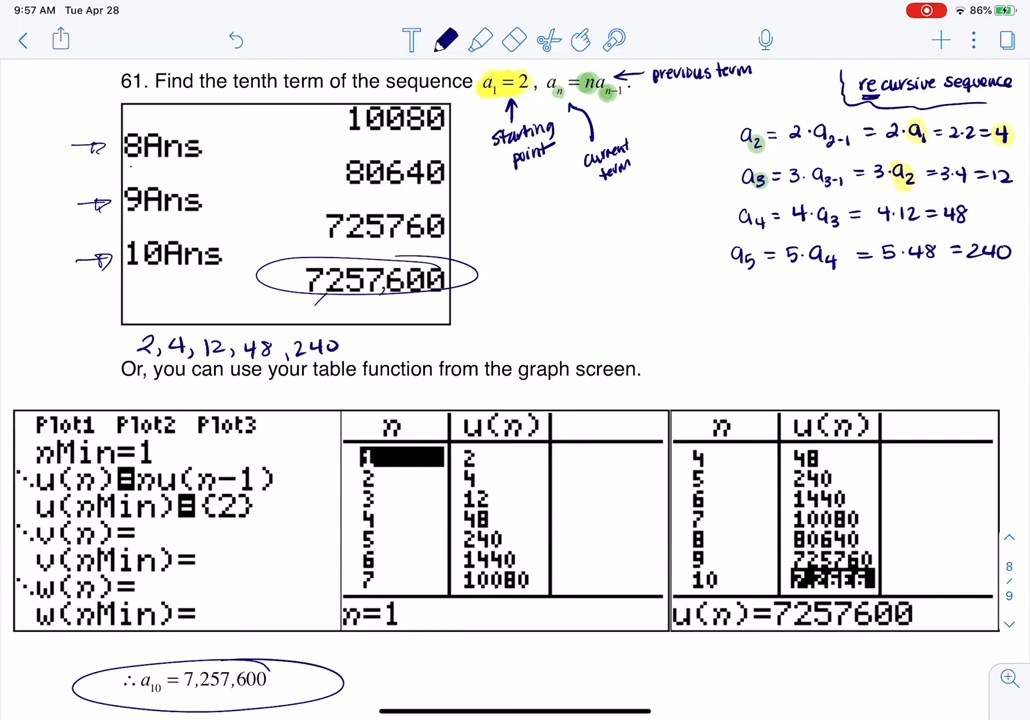 9:57 AM Tue Apr 28
86%
61. Find the tenth term of the sequence a₁ = 2 , aₙ = naₙ₋₁.
previous term
recursive sequence
starting point
current term
a₂ = 2·a₂₋₁ = 2·a₁ = 2·2 = 4
a₃ = 3·a₃₋₁ = 3·a₂ = 3·4 = 12
a₄ = 4·a₃ = 4·12 = 48
a₅ = 5·a₄ = 5·48 = 240
10080
8Ans
80640
9Ans
725760
10Ans
7257,600
2, 4, 12, 48, 240
Or, you can use your table function from the graph screen.
Plot1 Plot2 Plot3
nMin=1
u(n)=nu(n-1)
u(nMin)={2}
v(n)=
v(nMin)=
w(n)=
w(nMin)=
n u(n)
1 2
2 4
3 12
4 48
5 240
6 1440
7 10080
n=1
n u(n)
4 48
5 240
6 1440
7 10080
8 80640
9 725760
10
u(n)=7257600
∴ a₁₀ = 7,257,600
8 / 9